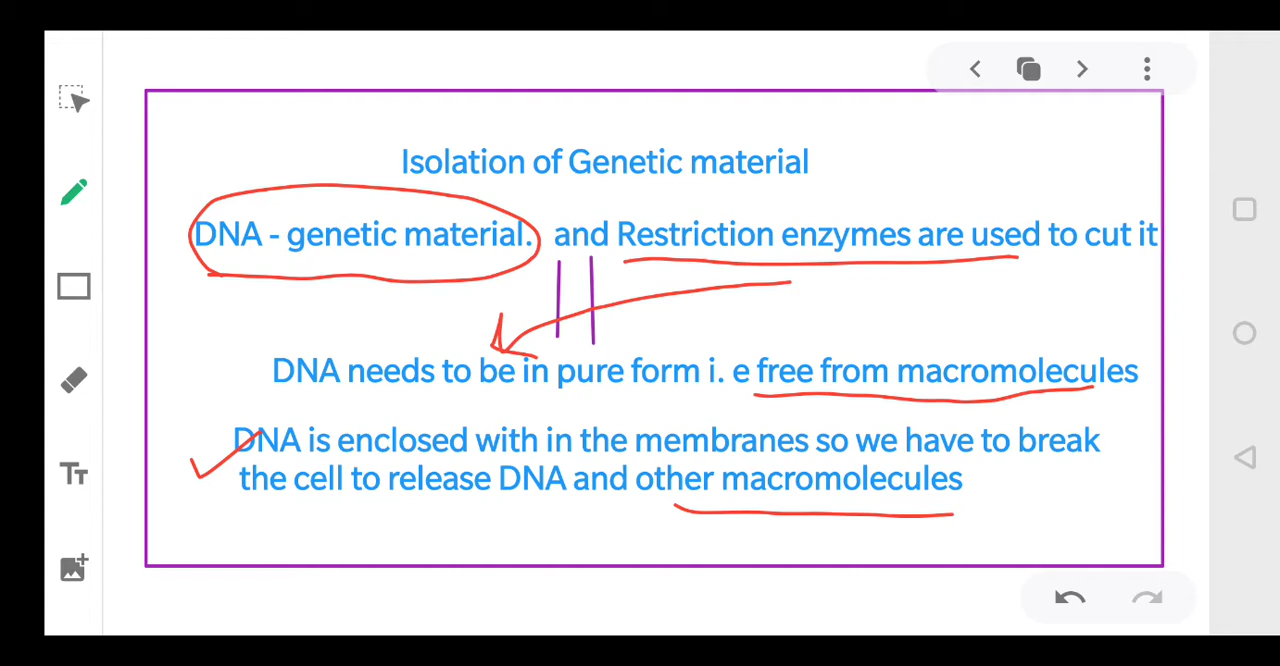 Isolation of Genetic material
DNA - genetic material. and Restriction enzymes are used to cut it
DNA needs to be in pure form i. e free from macromolecules
DNA is enclosed with in the membranes so we have to break
the cell to release DNA and other macromolecules
Tт